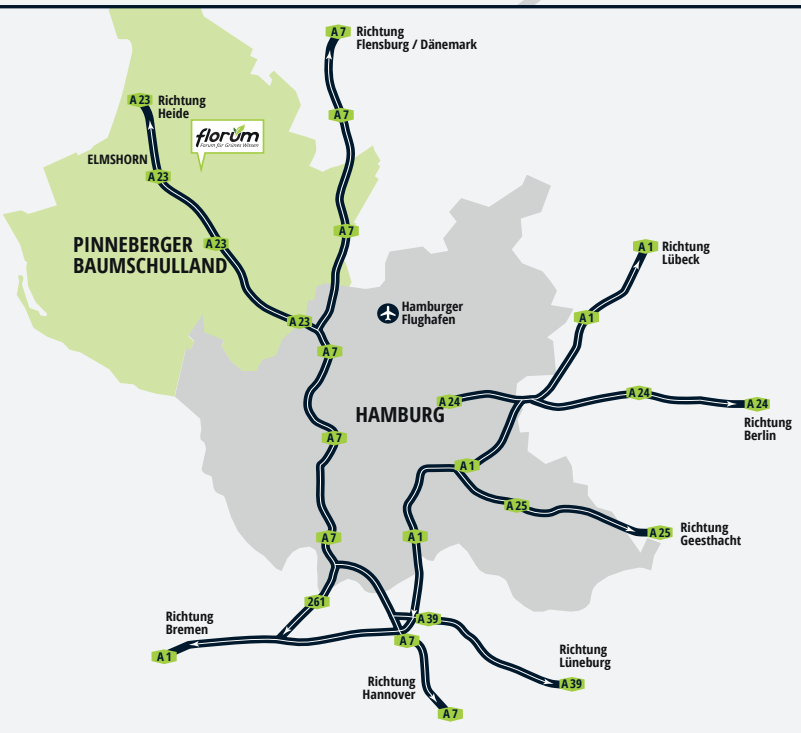 A 7
Richtung
Flensburg / Dänemark
A 23
Richtung
Heide
A 7
florum
Forum für Grünes Wissen
ELMSHORN
A 23
A 7
PINNEBERGER
BAUMSCHULLAND
A 23
A 1
Richtung
Lübeck
Hamburger
Flughafen
A 23
A 1
A 7
A 24
A 24
A 24
Richtung
Berlin
HAMBURG
A 7
A 1
A 25
A 25
Richtung
Geesthacht
A 7
A 1
261
A 39
Richtung
Bremen
A 1
A 7
Richtung
Lüneburg
A 39
Richtung
Hannover
A 7